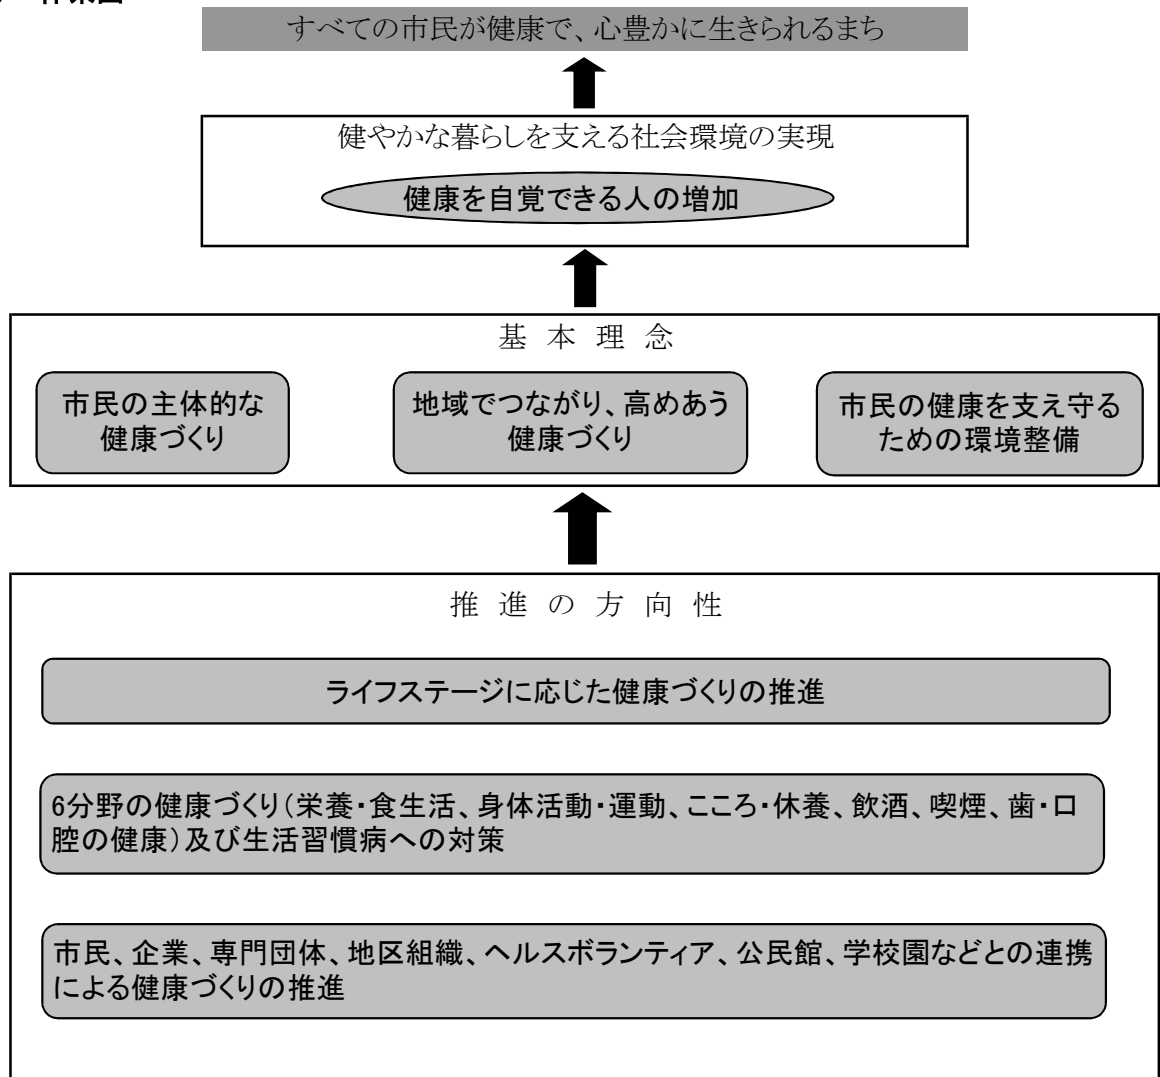 すべての市民が健康で、心豊かに生きられるまち
健やかな暮らしを支える社会環境の実現
健康を自覚できる人の増加
基本理念
市民の主体的な
健康づくり
地域でつながり、高めあう
健康づくり
市民の健康を支え守る
ための環境整備
推進の方向性
ライフステージに応じた健康づくりの推進
6分野の健康づくり（栄養・食生活、身体活動・運動、こころ・休養、飲酒、喫煙、歯・口
腔の健康）及び生活習慣病への対策
市民、企業、専門団体、地区組織、ヘルスボランティア、公民館、学校園などとの連携
による健康づくりの推進